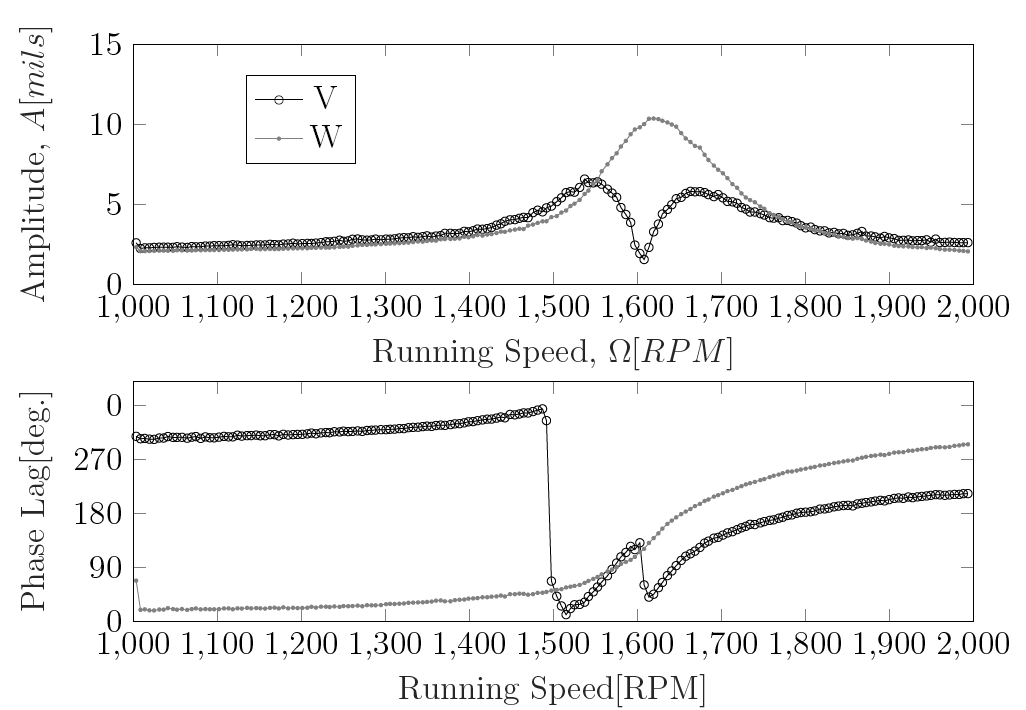 15
10
5
0
Amplitude, A[mils]
V
W
1,000 1,100 1,200 1,300 1,400 1,500 1,600 1,700 1,800 1,900 2,000
Running Speed, Ω[RPM]
0
270
180
90
0
Phase Lag[deg.]
1,000 1,100 1,200 1,300 1,400 1,500 1,600 1,700 1,800 1,900 2,000
Running Speed[RPM]